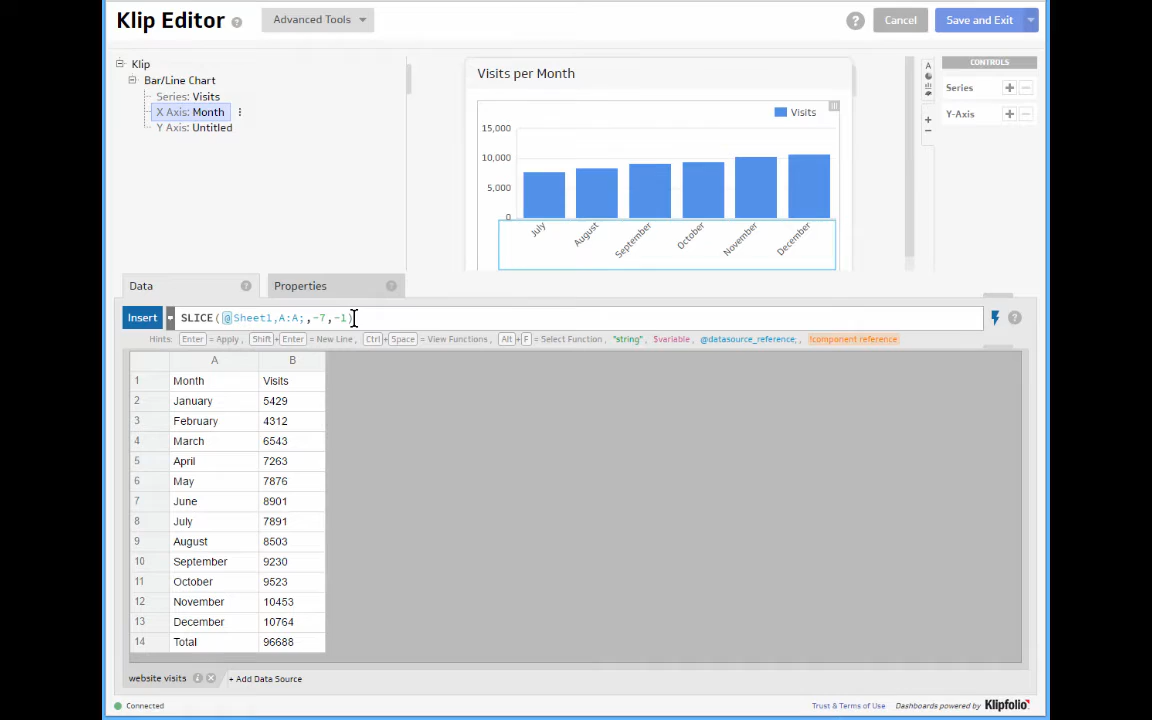 Klip Editor ?
Advanced Tools
?
Cancel
Save and Exit
Klip
Bar/Line Chart
Series: Visits
X Axis: Month
Y Axis: Untitled
Visits per Month
Visits
15,000
10,000
5,000
0
July
August
September
October
November
December
A
+
−
CONTROLS
Series + −
Y-Axis + −
Data ?
Properties ?
Insert
SLICE(@Sheet1,A:A;,-7,-1)
?
Hints: Enter = Apply, Shift + Enter = New Line, Ctrl + Space = View Functions, Alt + F = Select Function, "string", $variable, @datasource_reference;, !component reference
A B
1 Month Visits
2 January 5429
3 February 4312
4 March 6543
5 April 7263
6 May 7876
7 June 8901
8 July 7891
9 August 8503
10 September 9230
11 October 9523
12 November 10453
13 December 10764
14 Total 96688
website visits i x + Add Data Source
Connected
Trust & Terms of Use
Dashboards powered by Klipfolio